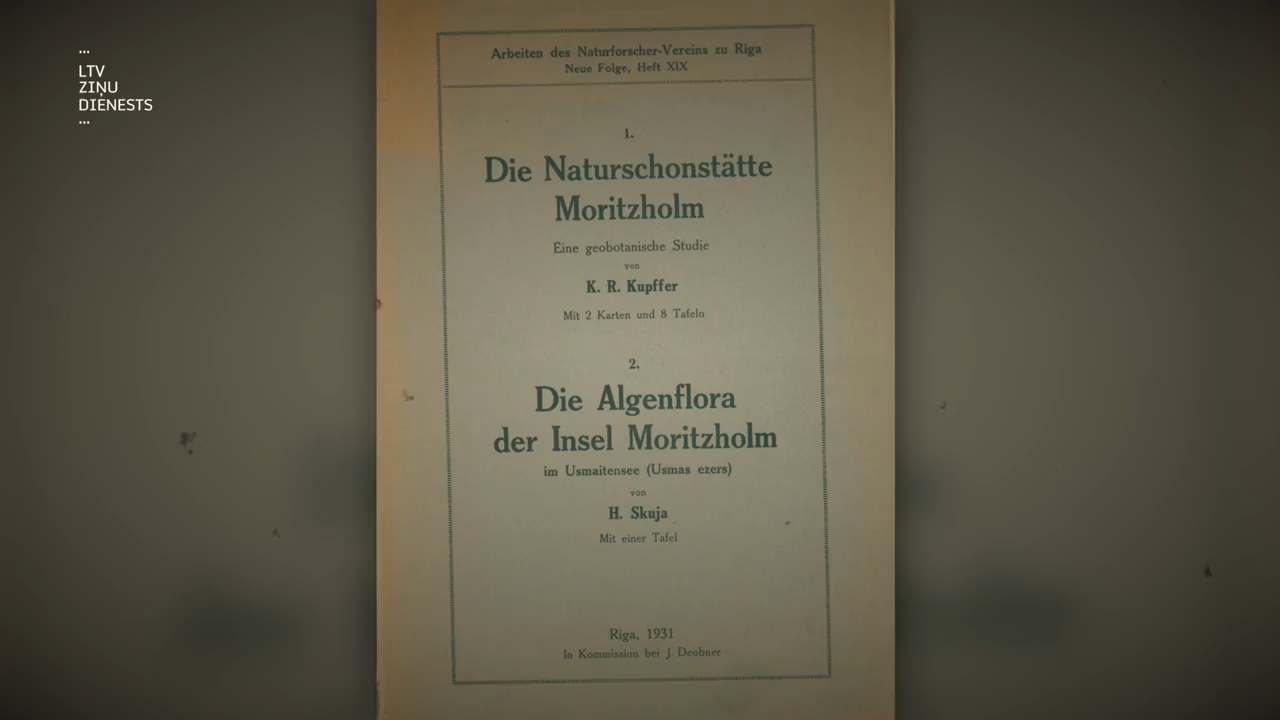 ...
LTV
ZIŅU
DIENESTS
...
Arbeiten des Naturforscher-Vereins zu Riga
Neue Folge, Heft XIX
1.
Die Naturschonstätte
Moritzholm
Eine geobotanische Studie
von
K. R. Kupffer
Mit 2 Karten und 8 Tafeln
2.
Die Algenflora
der Insel Moritzholm
im Usmaitensee (Usmas ezers)
von
H. Skuja
Mit einer Tafel
Riga, 1931
In Kommission bei J. Deubner